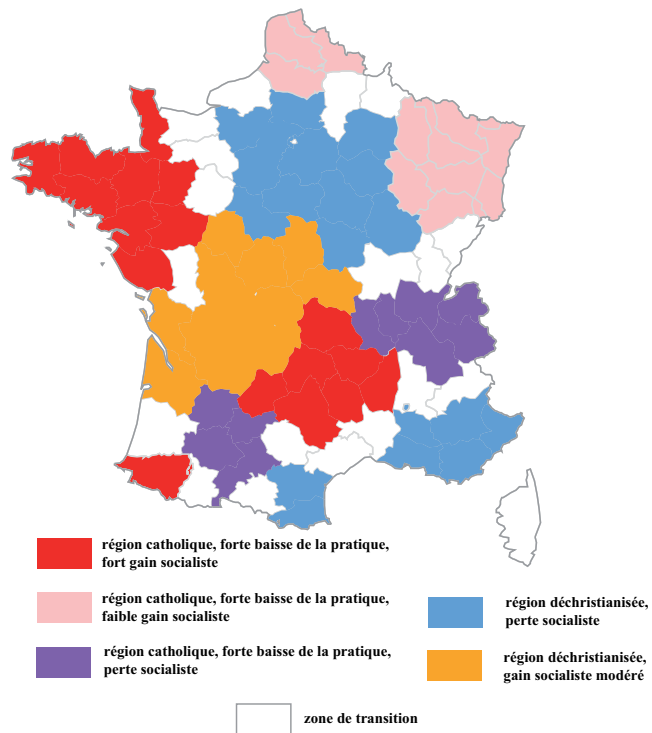 région catholique, forte baisse de la pratique,
fort gain socialiste
région catholique, forte baisse de la pratique,
faible gain socialiste
région catholique, forte baisse de la pratique,
perte socialiste
région déchristianisée,
perte socialiste
région déchristianisée,
gain socialiste modéré
zone de transition